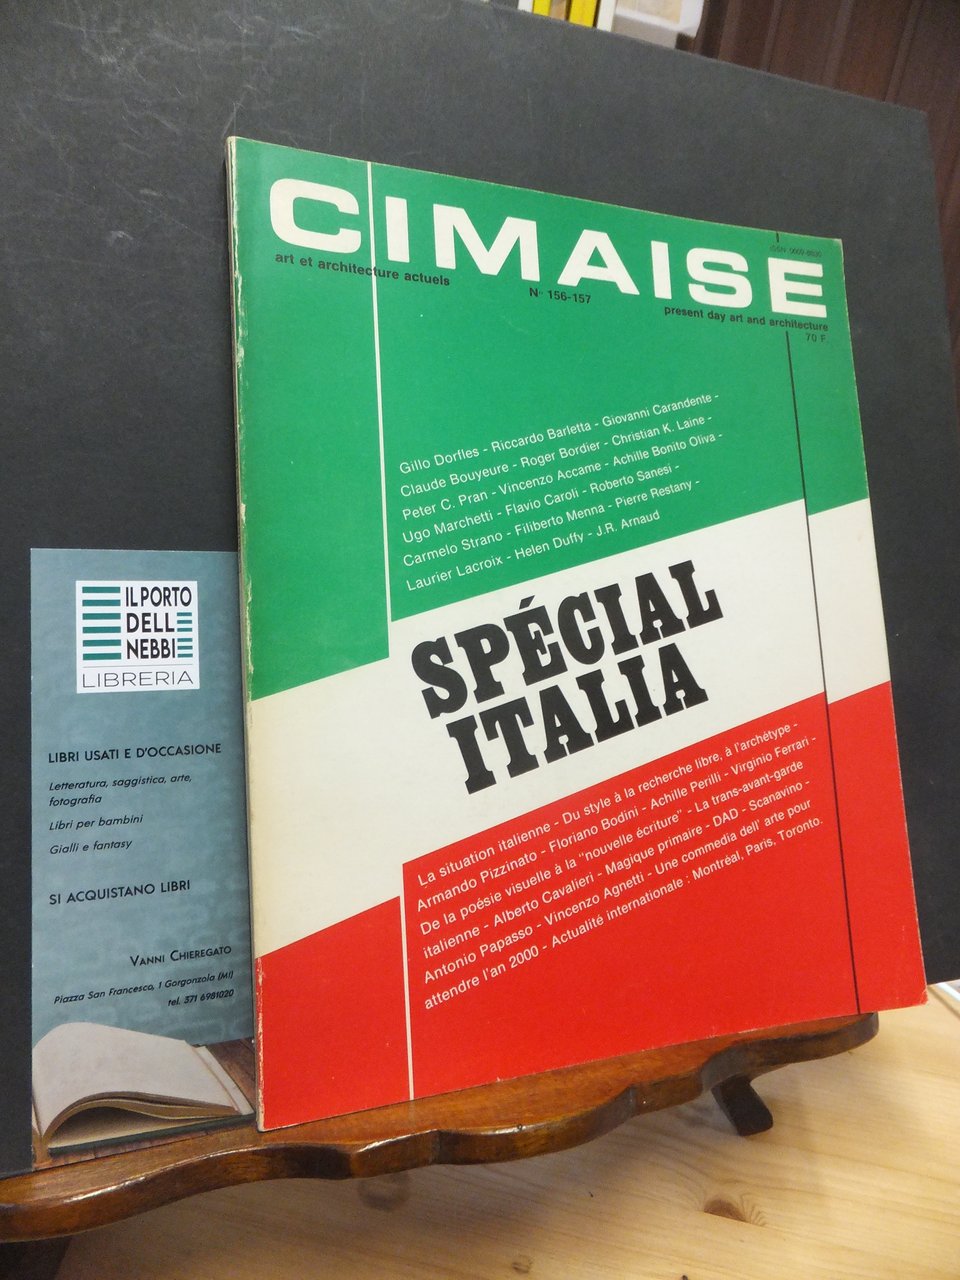 CIMAISE
ISSN: 0009-6830
art et architecture actuels
N° 156-157
present day art and architecture
70 F.
Gillo Dorfles - Riccardo Barletta - Giovanni Carandente -
Claude Bouyeure - Roger Bordier - Christian K. Laine -
Peter C. Pran - Vincenzo Accame - Achille Bonito Oliva -
Ugo Marchetti - Flavio Caroli - Roberto Sanesi -
Carmelo Strano - Filiberto Menna - Pierre Restany -
Laurier Lacroix - Helen Duffy - J.R. Arnaud
SPÉCIAL
ITALIA
La situation italienne - Du style à la recherche libre, à l'archétype -
Armando Pizzinato - Floriano Bodini - Achille Perilli - Virginio Ferrari -
De la poésie visuelle à la "nouvelle écriture" - La trans-avant-garde
italienne - Alberto Cavalieri - Magique primaire - DAD - Scanavino -
Antonio Papasso - Vincenzo Agnetti - Une commedia dell' arte pour
attendre l'an 2000 - Actualité internationale : Montréal, Paris, Toronto.
IL PORTO
DELL
NEBBI
LIBRERIA
LIBRI USATI E D'OCCASIONE
Letteratura, saggistica, arte,
fotografia
Libri per bambini
Gialli e fantasy
SI ACQUISTANO LIBRI
VANNI CHIEREGATO
Piazza San Francesco, 1 Gorgonzola (MI)
tel. 371 6981020